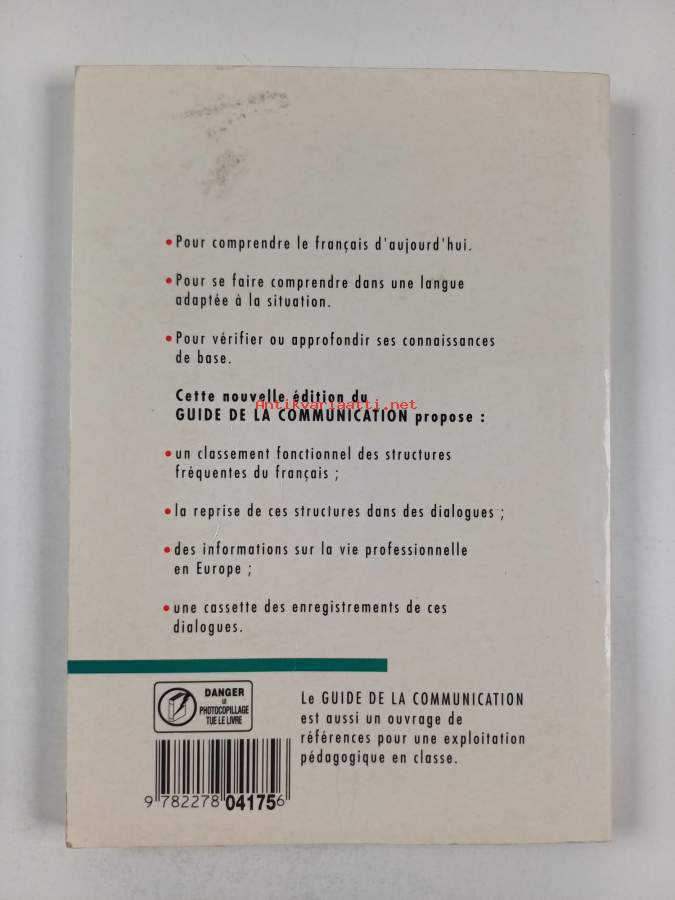 • Pour comprendre le français d'aujourd'hui.
• Pour se faire comprendre dans une langue
adaptée à la situation.
• Pour vérifier ou approfondir ses connaissances
de base.
Cette nouvelle édition du
Antikvariaatti.net
GUIDE DE LA COMMUNICATION propose :
• un classement fonctionnel des structures
fréquentes du français ;
• la reprise de ces structures dans des dialogues ;
• des informations sur la vie professionnelle
en Europe ;
• une cassette des enregistrements de ces
dialogues.
DANGER
LE
PHOTOCOPILLAGE
TUE LE LIVRE
Le GUIDE DE LA COMMUNICATION
est aussi un ouvrage de
références pour une exploitation
pédagogique en classe.
9 782278 041756